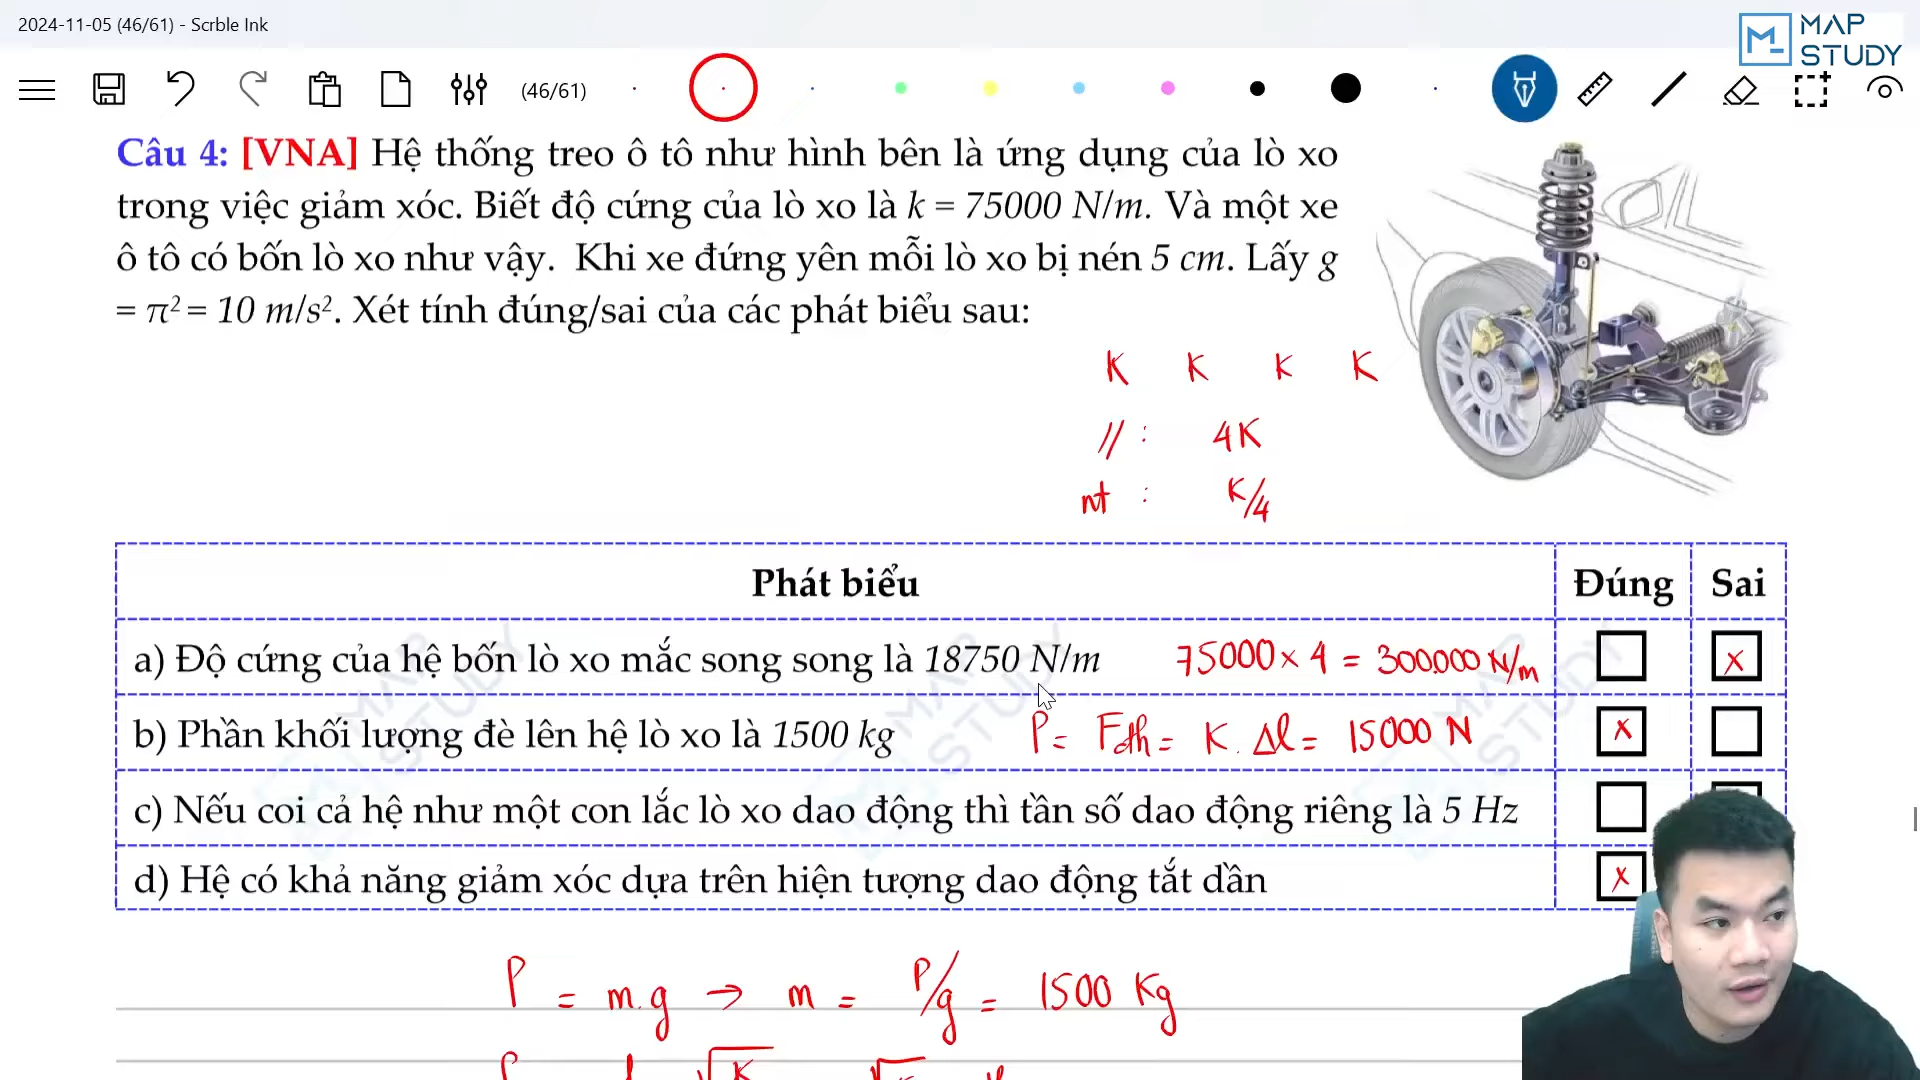 2024-11-05 (46/61) - Scrble Ink
MAP
STUDY
(46/61)
Câu 4: [VNA] Hệ thống treo ô tô như hình bên là ứng dụng của lò xo
trong việc giảm xóc. Biết độ cứng của lò xo là k = 75000 N/m. Và một xe
ô tô có bốn lò xo như vậy. Khi xe đứng yên mỗi lò xo bị nén 5 cm. Lấy g
= π² = 10 m/s². Xét tính đúng/sai của các phát biểu sau:
K K K K
// : 4K
nt : K/4
Phát biểu Đúng Sai
a) Độ cứng của hệ bốn lò xo mắc song song là 18750 N/m 75000 × 4 = 300.000 N/m x
b) Phần khối lượng đè lên hệ lò xo là 1500 kg P = Fđh = K. Δl = 15000 N x
c) Nếu coi cả hệ như một con lắc lò xo dao động thì tần số dao động riêng là 5 Hz
d) Hệ có khả năng giảm xóc dựa trên hiện tượng dao động tắt dần x
P = m.g → m = P/g = 1500 Kg